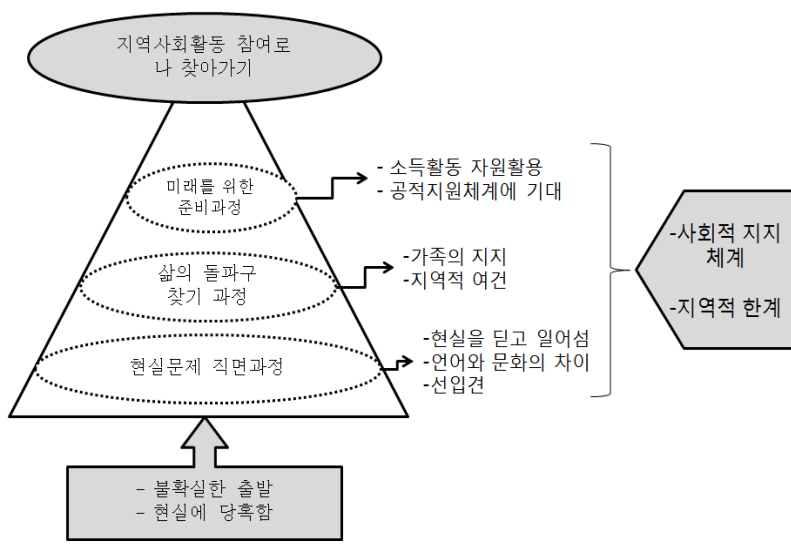 지역사회활동 참여로
나 찾아가기
미래를 위한
준비과정
- 소득활동 자원활용
- 공적지원체계에 기대
삶의 돌파구
찾기 과정
-가족의 지지
-지역적 여건
현실문제 직면과정
-현실을 딛고 일어섬
-언어와 문화의 차이
-선입견
-사회적 지지
체계
-지역적 한계
- 불확실한 출발
- 현실에 당혹함